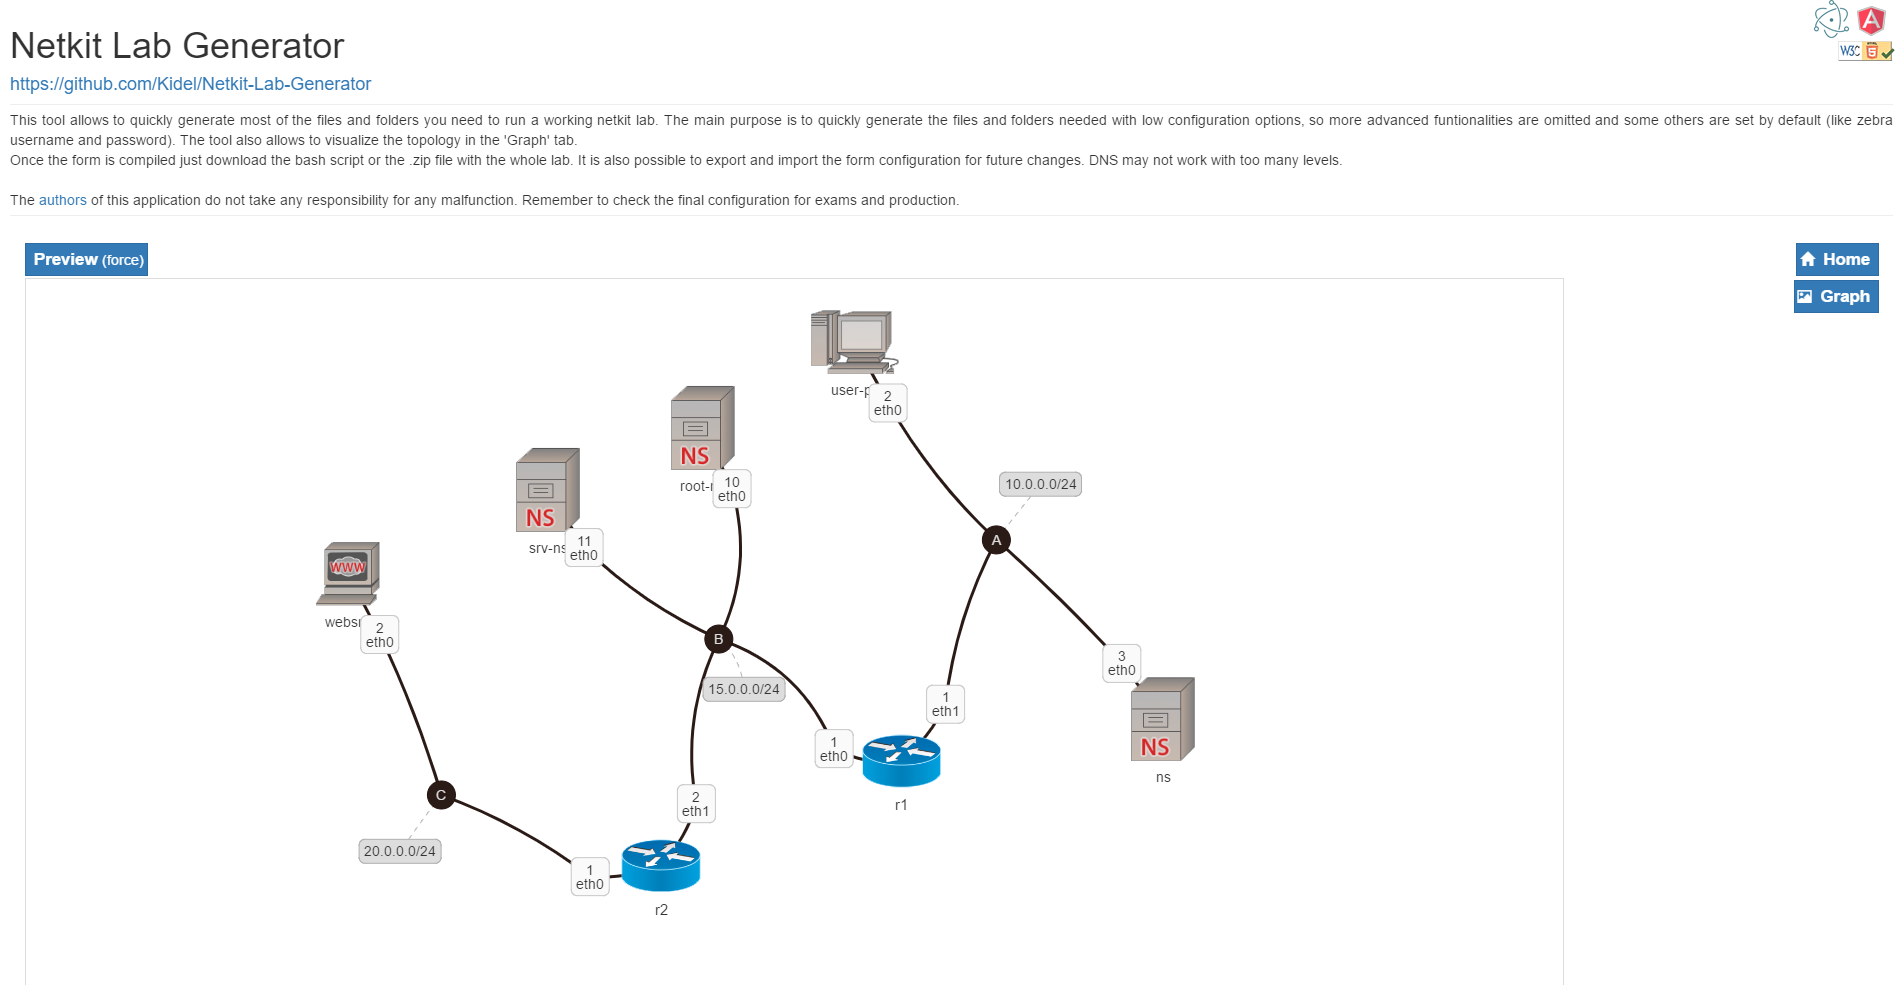 Netkit Lab Generator
https://github.com/Kidel/Netkit-Lab-Generator
W3C
HTML
5
This tool allows to quickly generate most of the files and folders you need to run a working netkit lab. The main purpose is to quickly generate the files and folders needed with low configuration options, so more advanced funtionalities are omitted and some others are set by default (like zebra
username and password). The tool also allows to visualize the topology in the 'Graph' tab.
Once the form is compiled just download the bash script or the .zip file with the whole lab. It is also possible to export and import the form configuration for future changes. DNS may not work with too many levels.
The authors of this application do not take any responsibility for any malfunction. Remember to check the final configuration for exams and production.
Preview (force)
Home
Graph
user-p
2
eth0
NS
root-
10
eth0
10.0.0.0/24
NS
srv-ns
11
eth0
A
WWW
webs
2
eth0
B
15.0.0.0/24
3
eth0
1
eth1
NS
ns
1
eth0
r1
C
2
eth1
20.0.0.0/24
1
eth0
r2